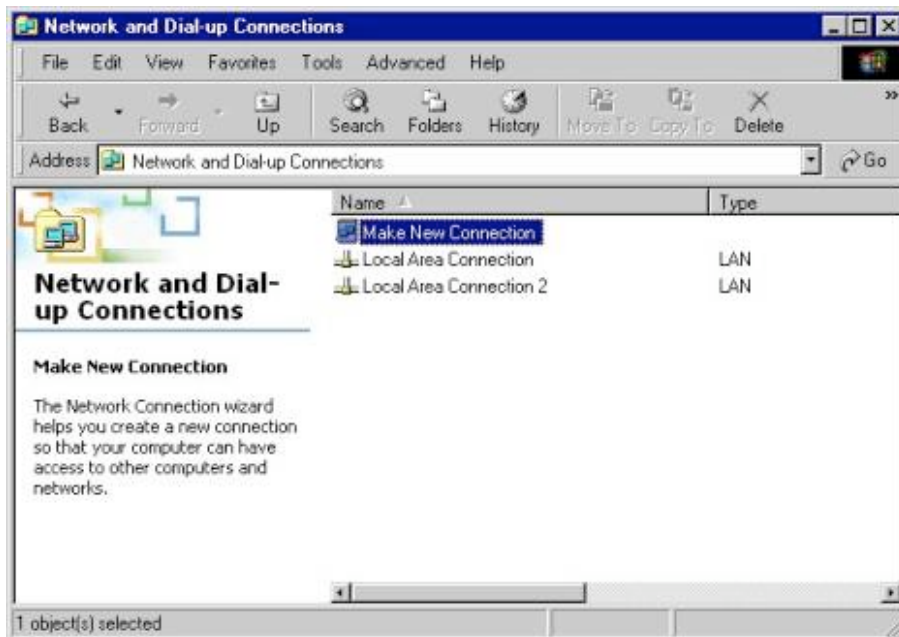 Network and Dial-up Connections
File Edit View Favorites Tools Advanced Help
Back Forward Up Search Folders History Move To Copy To Delete »
Address Network and Dial-up Connections Go
Name Type
Make New Connection
Local Area Connection LAN
Local Area Connection 2 LAN
Network and Dial-
up Connections
Make New Connection
The Network Connection wizard
helps you create a new connection
so that your computer can have
access to other computers and
networks.
1 object(s) selected